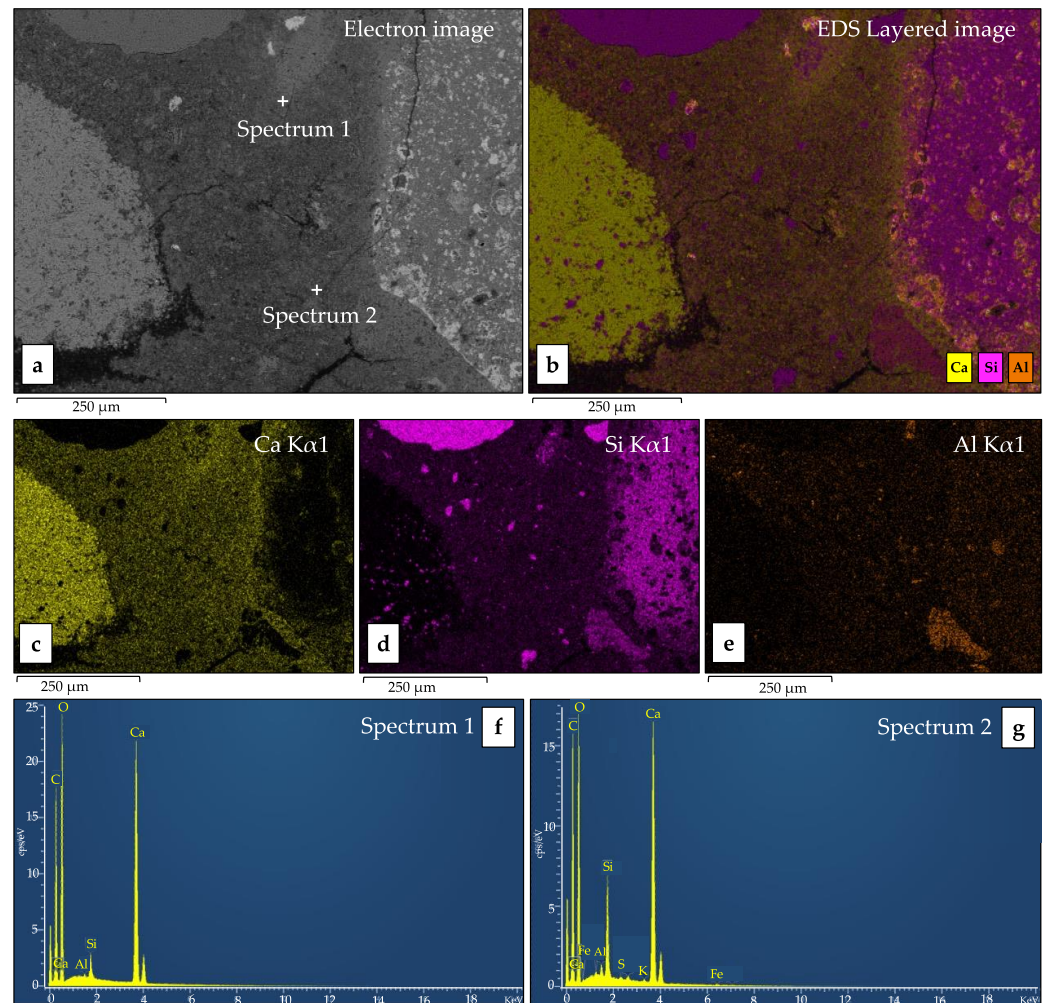 Electron image
EDS Layered image
Spectrum 1
Spectrum 2
a
b
Ca Si Al
250 µm
250 µm
Ca Kα1
Si Kα1
Al Kα1
c
d
e
250 µm
250 µm
250 µm
Spectrum 1
f
25
20
15
10
5
0
cps/eV
O
Ca
C
Si
Ca
Al
0 2 4 6 8 10 12 14 16 18 KeV
Spectrum 2
g
15
10
5
0
cps/eV
O
C
Ca
Si
Fe
Al
Ca
S
K
Fe
0 2 4 6 8 10 12 14 16 18 KeV